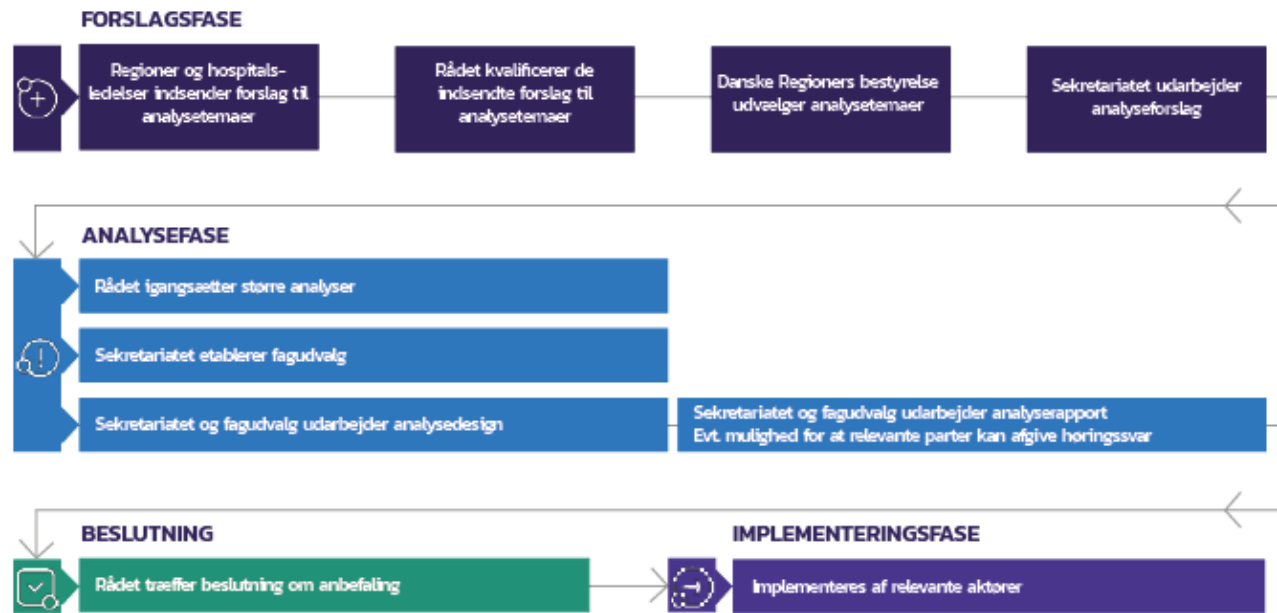 FORSLAGSFASE
Regioner og hospitals-
ledelser indsender forslag til
analysetemaer
Rådet kvalificerer de
indsendte forslag til
analysetemaer
Danske Regioners bestyrelse
udvælger analysetemaer
Sekretariatet udarbejder
analyseforslag
ANALYSEFASE
Rådet igangsætter større analyser
Sekretariatet etablerer fagudvalg
Sekretariatet og fagudvalg udarbejder analysedesign
Sekretariatet og fagudvalg udarbejder analyserapport
Evt. mulighed for at relevante parter kan afgive høringssvar
BESLUTNING
Rådet træffer beslutning om anbefaling
IMPLEMENTERINGSFASE
Implementeres af relevante aktører